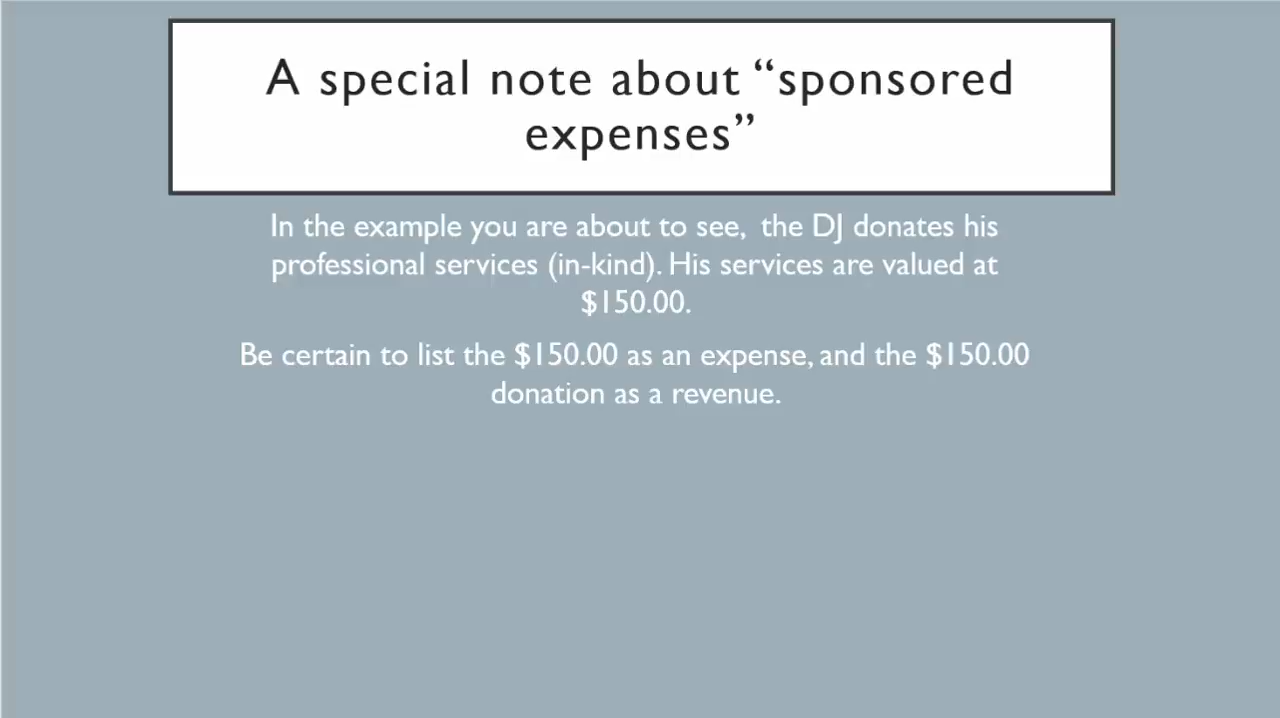 A special note about “sponsored
expenses”
In the example you are about to see,  the DJ donates his
professional services (in-kind). His services are valued at
$150.00.
Be certain to list the $150.00 as an expense, and the $150.00
donation as a revenue.